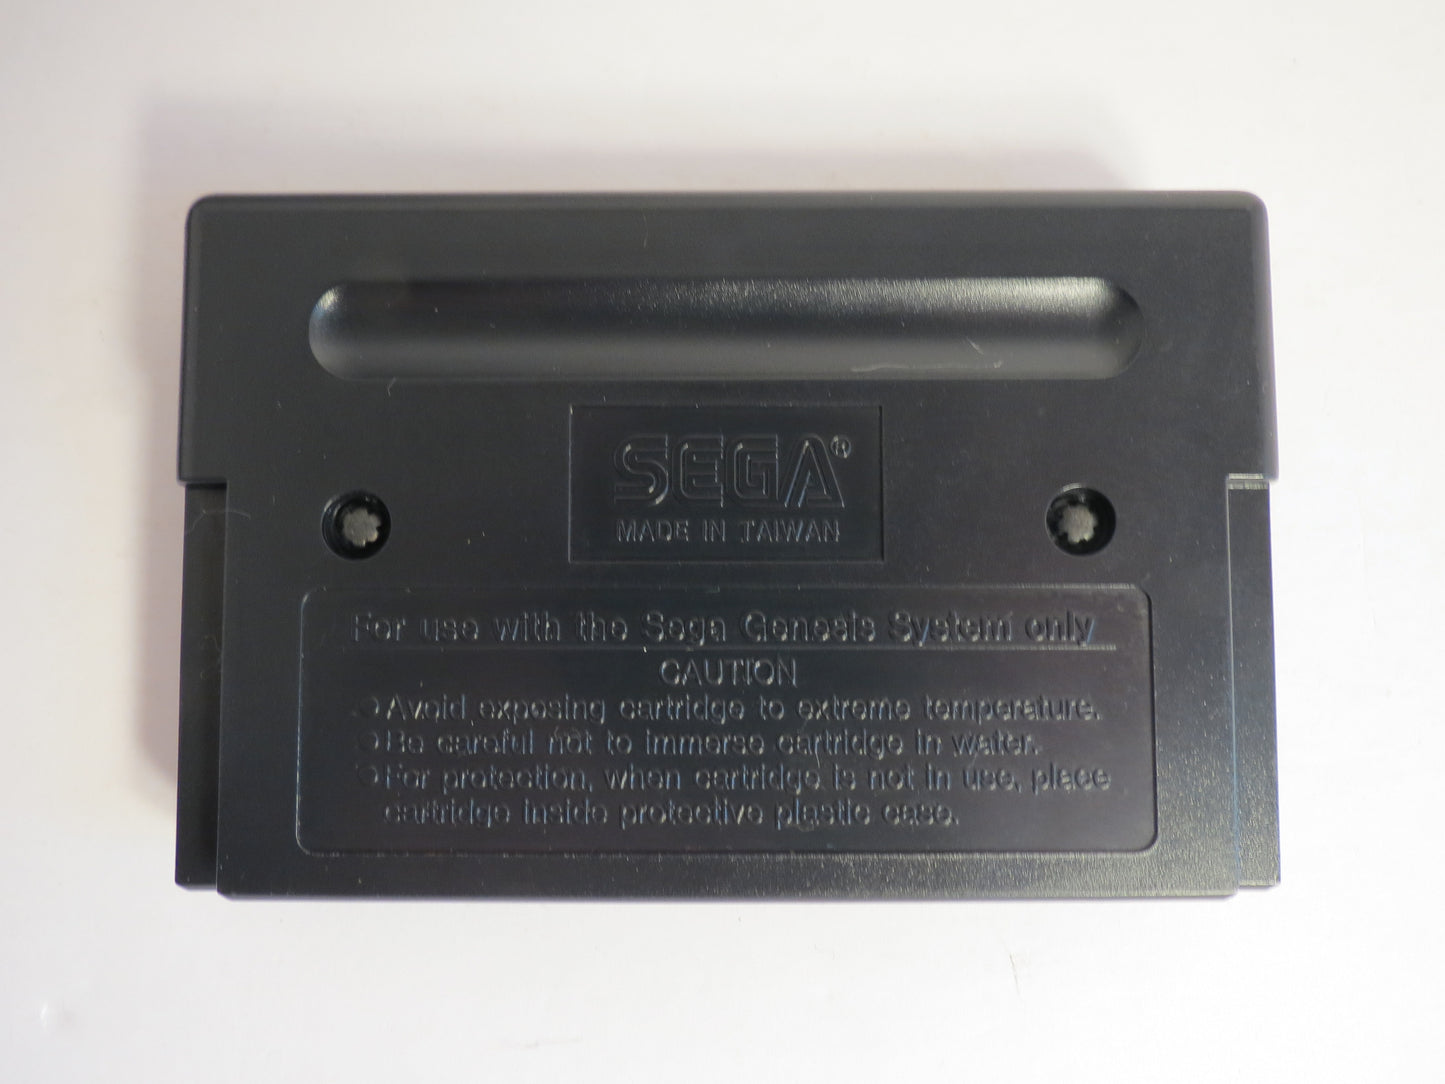 SEGA®
MADE IN TAIWAN
For use with the Sega Genesis System only
CAUTION
Avoid exposing cartridge to extreme temperature.
Be careful not to immerse cartridge in water.
For protection, when cartridge is not in use, place
cartridge inside protective plastic case.